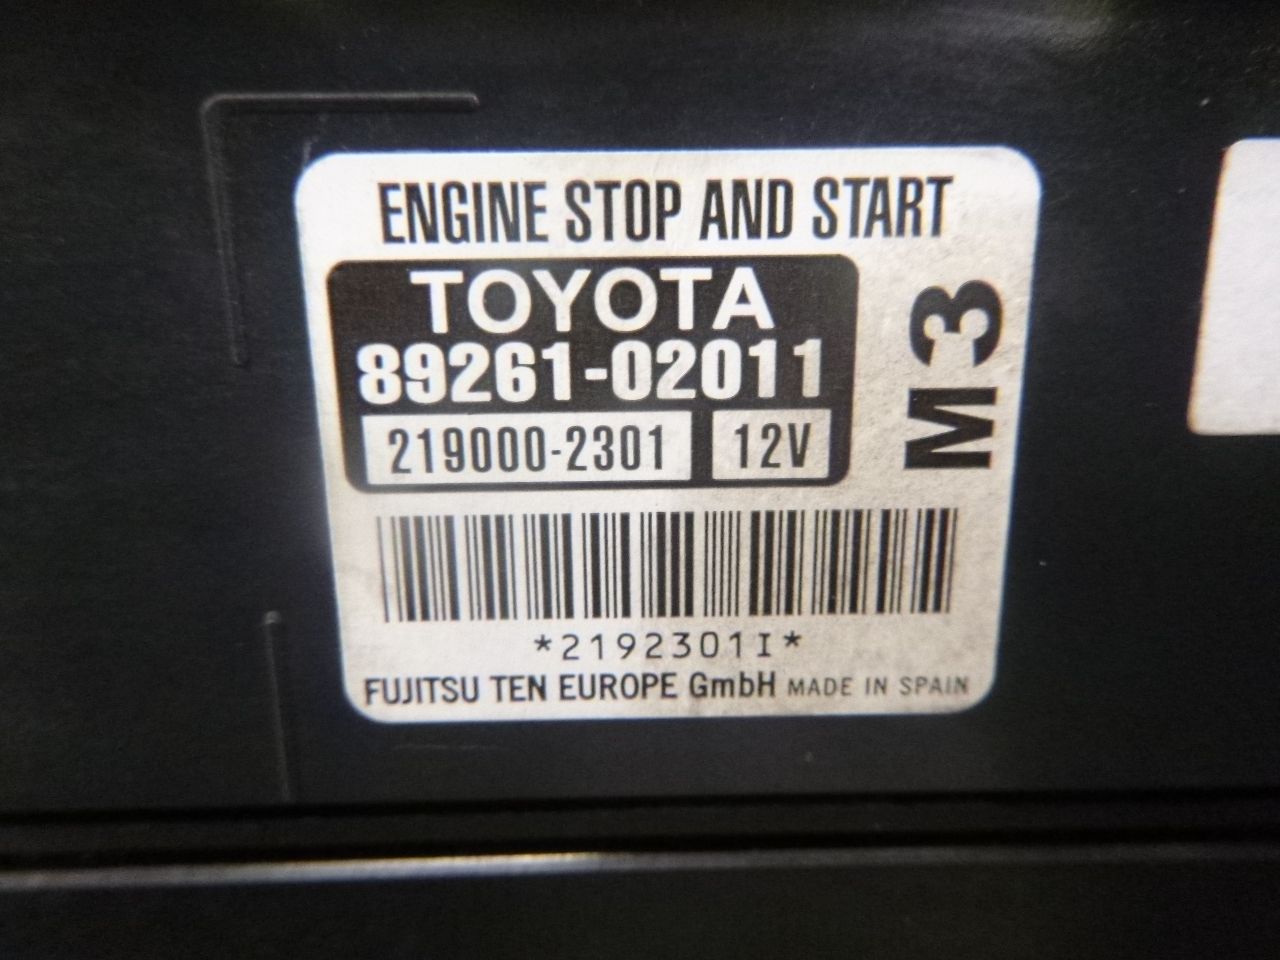 ENGINE STOP AND START
TOYOTA
89261-02011
219000-2301 12V
M3
*2192301I*
FUJITSU TEN EUROPE GmbH MADE IN SPAIN